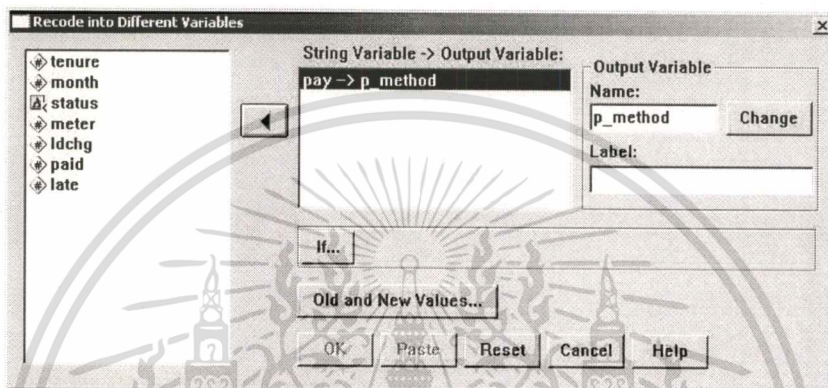 Recode into Different Variables
tenure
month
status
meter
ldchg
paid
late
String Variable -> Output Variable:
pay -> p_method
Output Variable
Name:
p_method
Change
Label:
If...
Old and New Values...
OK
Paste
Reset
Cancel
Help